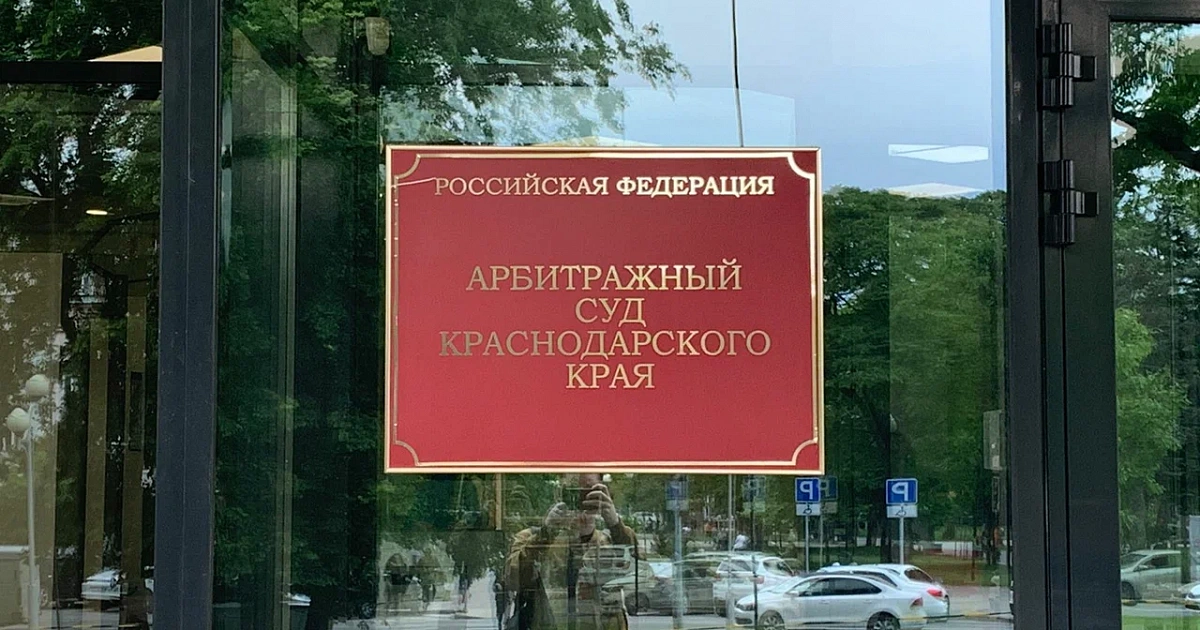 РОССИЙСКАЯ ФЕДЕРАЦИЯ
АРБИТРАЖНЫЙ
СУД
КРАСНОДАРСКОГО
КРАЯ